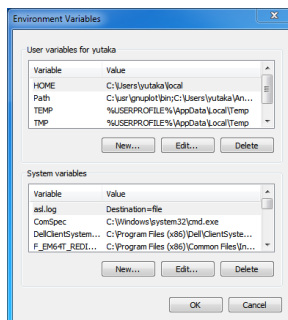 Environment Variables
User variables for yutaka
Variable Value
HOME C:\Users\yutaka\local
Path C:\usr\gnuplot\bin;C:\Users\yutaka\An...
TEMP %USERPROFILE%\AppData\Local\Temp
TMP %USERPROFILE%\AppData\Local\Temp
New... Edit... Delete
System variables
Variable Value
asl.log Destination=file
ComSpec C:\Windows\system32\cmd.exe
DellClientSystem... C:\Program Files (x86)\Dell\ClientSyste...
F_EM64T_REDI... C:\Program Files (x86)\Common Files\In...
New... Edit... Delete
OK Cancel